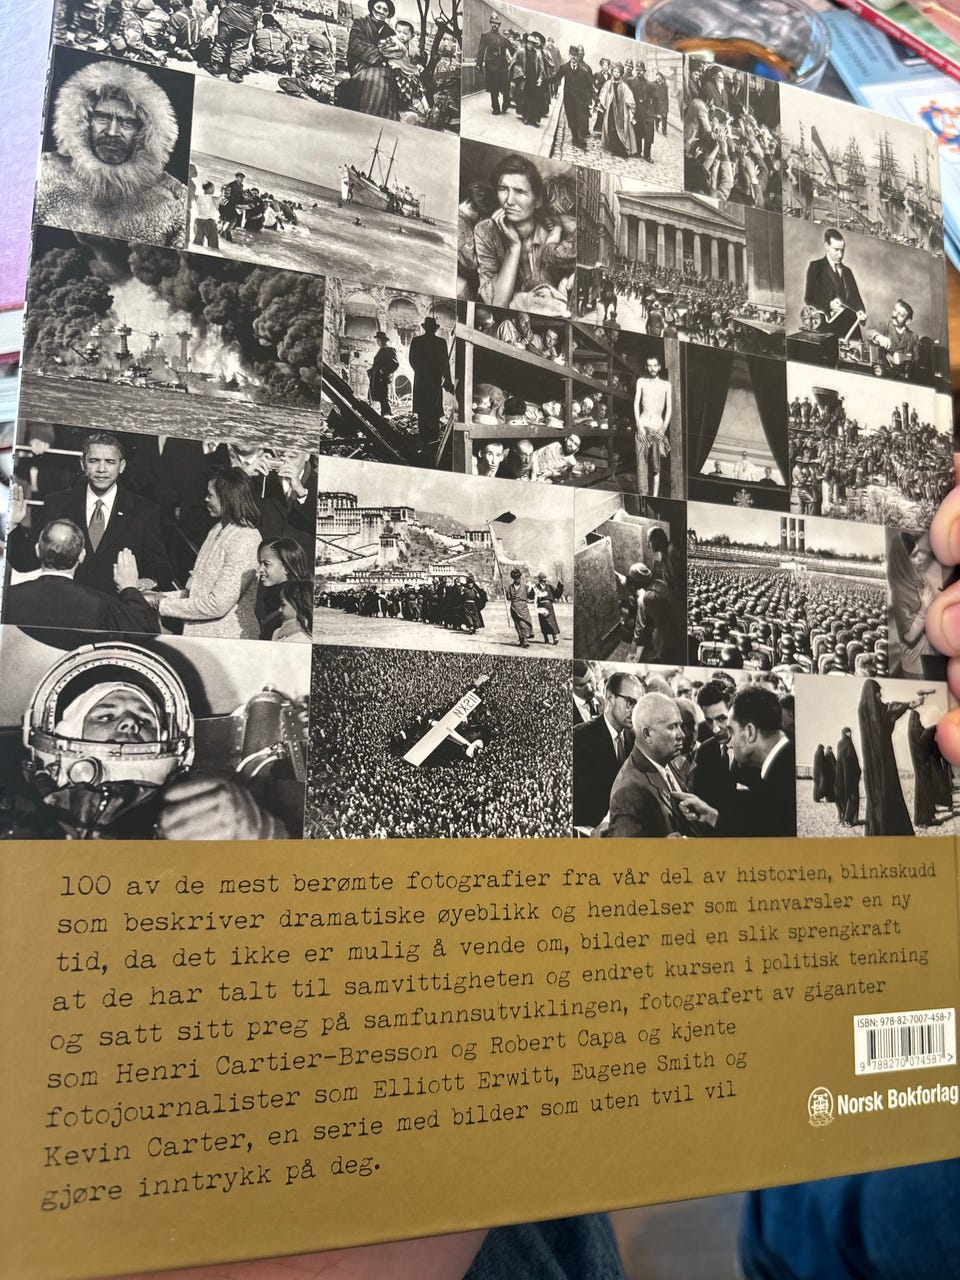 100 av de mest berømte fotografier fra vår del av historien, blinkskudd
som beskriver dramatiske øyeblikk og hendelser som innvarsler en ny
tid, da det ikke er mulig å vende om, bilder med en slik sprengkraft
at de har talt til samvittigheten og endret kursen i politisk tenkning
og satt sitt preg på samfunnsutviklingen, fotografert av giganter
som Henri Cartier-Bresson og Robert Capa og kjente
fotojournalister som Elliott Erwitt, Eugene Smith og
Kevin Carter, en serie med bilder som uten tvil vil
gjøre inntrykk på deg.
ISBN: 978-82-7007-458-7
9 788270 074587 >
Norsk Bokforlag